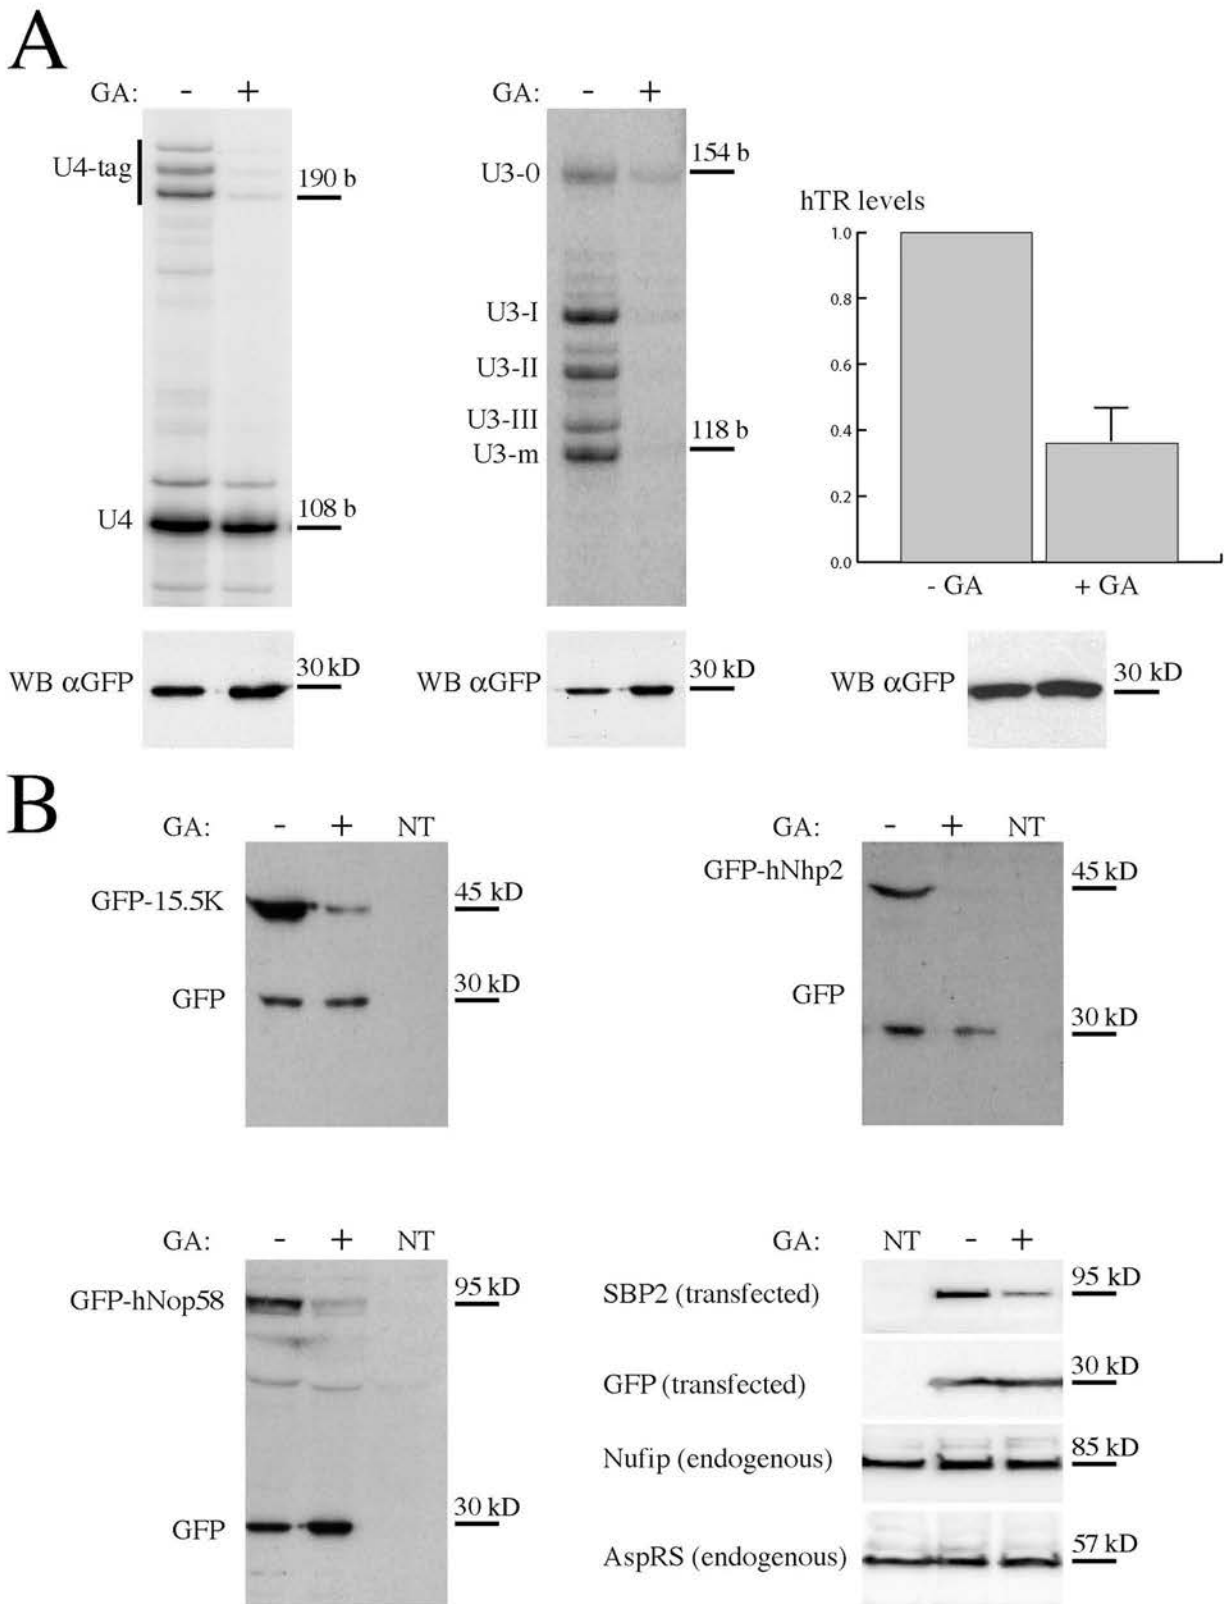 A
GA: - +
U4-tag
190 b
U4
108 b
WB αGFP
30 kD
GA: - +
U3-0
154 b
U3-I
U3-II
U3-III
U3-m
118 b
WB αGFP
30 kD
hTR levels
1.0
0.8
0.6
0.4
0.2
0.0
- GA + GA
WB αGFP
30 kD
B
GA: - + NT
GFP-15.5K
45 kD
GFP
30 kD
GA: - + NT
GFP-hNhp2
45 kD
GFP
30 kD
GA: - + NT
GFP-hNop58
95 kD
GFP
30 kD
GA: NT - +
SBP2 (transfected)
95 kD
GFP (transfected)
30 kD
Nufip (endogenous)
85 kD
AspRS (endogenous)
57 kD